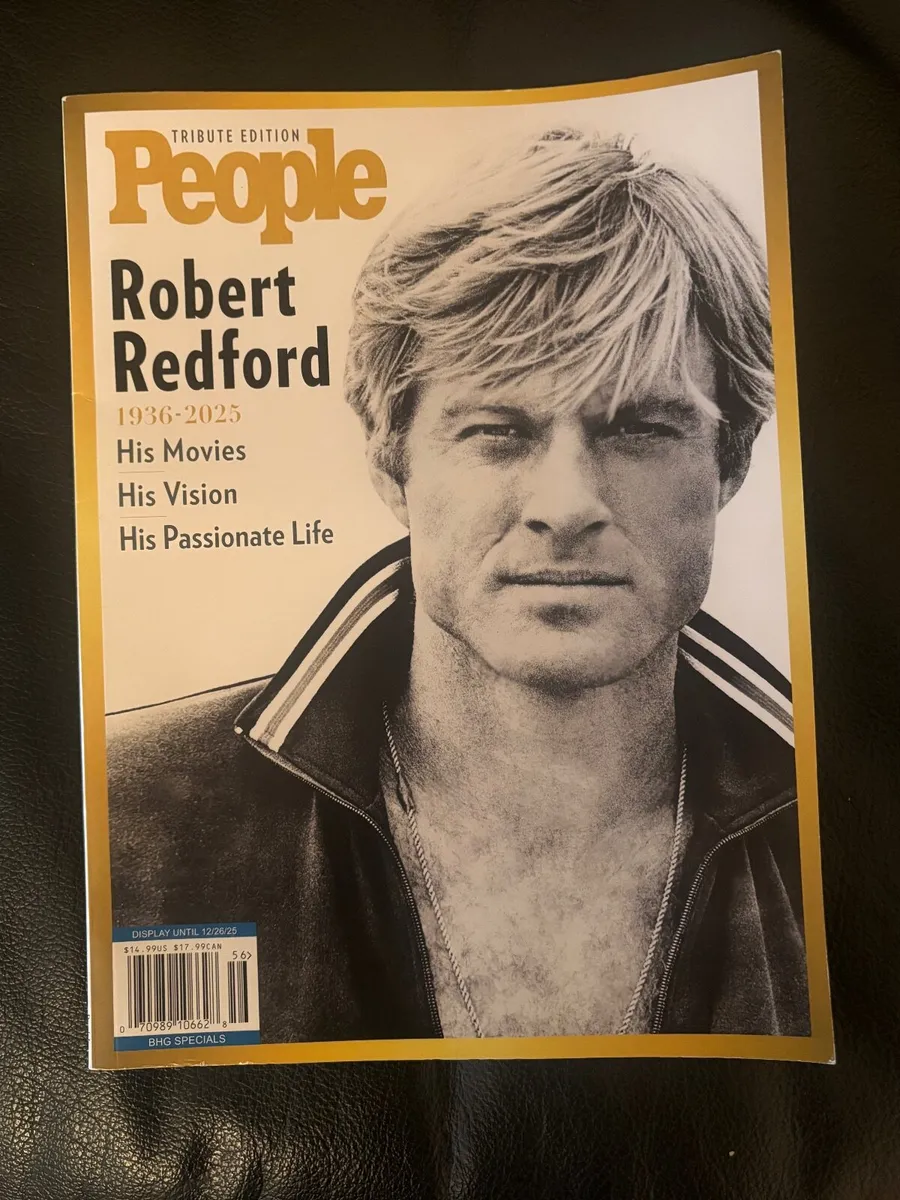 TRIBUTE EDITION
People
Robert
Redford
1936-2025
His Movies
His Vision
His Passionate Life
DISPLAY UNTIL 12/26/25
$14.99US $17.99CAN
56>
0 70989 10662 8
BHG SPECIALS